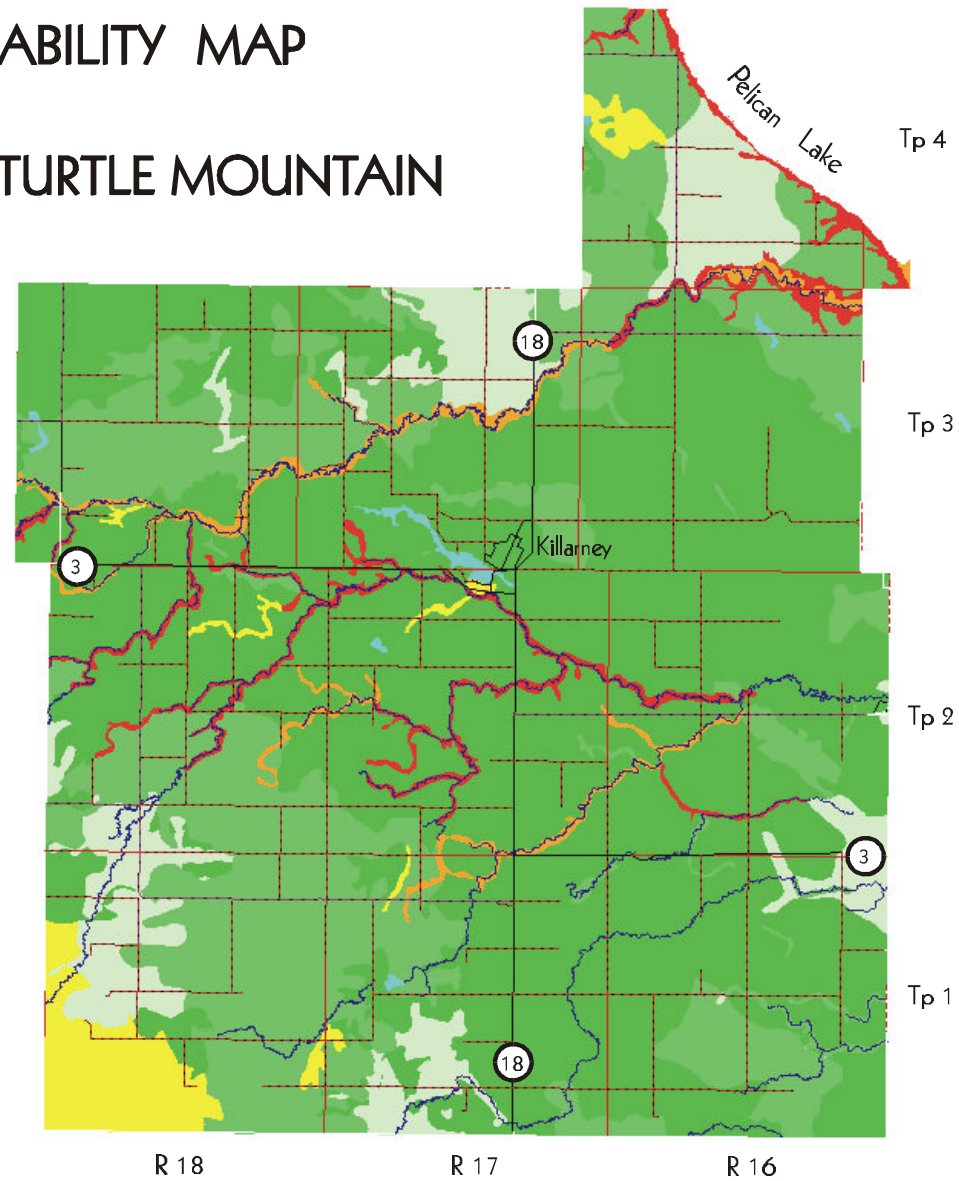 ABILITY MAP
TURTLE MOUNTAIN
Pelican Lake
Tp 4
18
Tp 3
Killarney
3
Tp 2
3
Tp 1
18
R 18
R 17
R 16